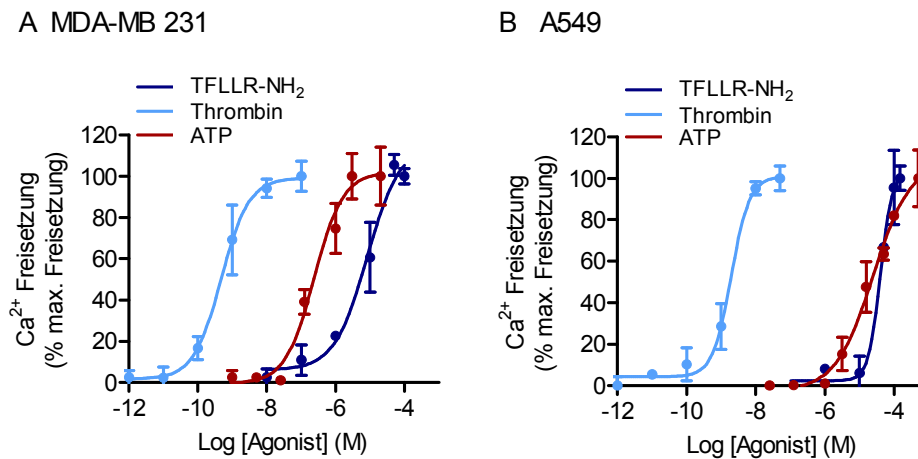 A MDA-MB 231
TFLLR-NH₂
Thrombin
ATP
Ca²⁺ Freisetzung
(% max. Freisetzung)
120
100
80
60
40
20
0
-12 -10 -8 -6 -4
Log [Agonist] (M)
B A549
TFLLR-NH₂
Thrombin
ATP
Ca²⁺ Freisetzung
(% max. Freisetzung)
120
100
80
60
40
20
0
-12 -10 -8 -6 -4
Log [Agonist] (M)